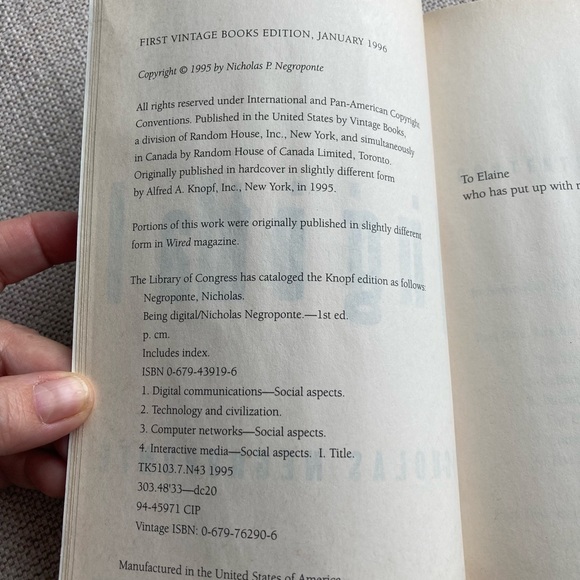 FIRST VINTAGE BOOKS EDITION, JANUARY 1996
Copyright © 1995 by Nicholas P. Negroponte
All rights reserved under International and Pan-American Copyright
Conventions. Published in the United States by Vintage Books,
a division of Random House, Inc., New York, and simultaneously
in Canada by Random House of Canada Limited, Toronto.
Originally published in hardcover in slightly different form
by Alfred A. Knopf, Inc., New York, in 1995.
Portions of this work were originally published in slightly different
form in Wired magazine.
The Library of Congress has cataloged the Knopf edition as follows:
Negroponte, Nicholas.
Being digital/Nicholas Negroponte.—1st ed.
p. cm.
Includes index.
ISBN 0-679-43919-6
1. Digital communications—Social aspects.
2. Technology and civilization.
3. Computer networks—Social aspects.
4. Interactive media—Social aspects. I. Title.
TK5103.7.N43 1995
303.48'33—dc20
94-45971 CIP
Vintage ISBN: 0-679-76290-6
Manufactured in the United States of America
To Elaine
who has put up with